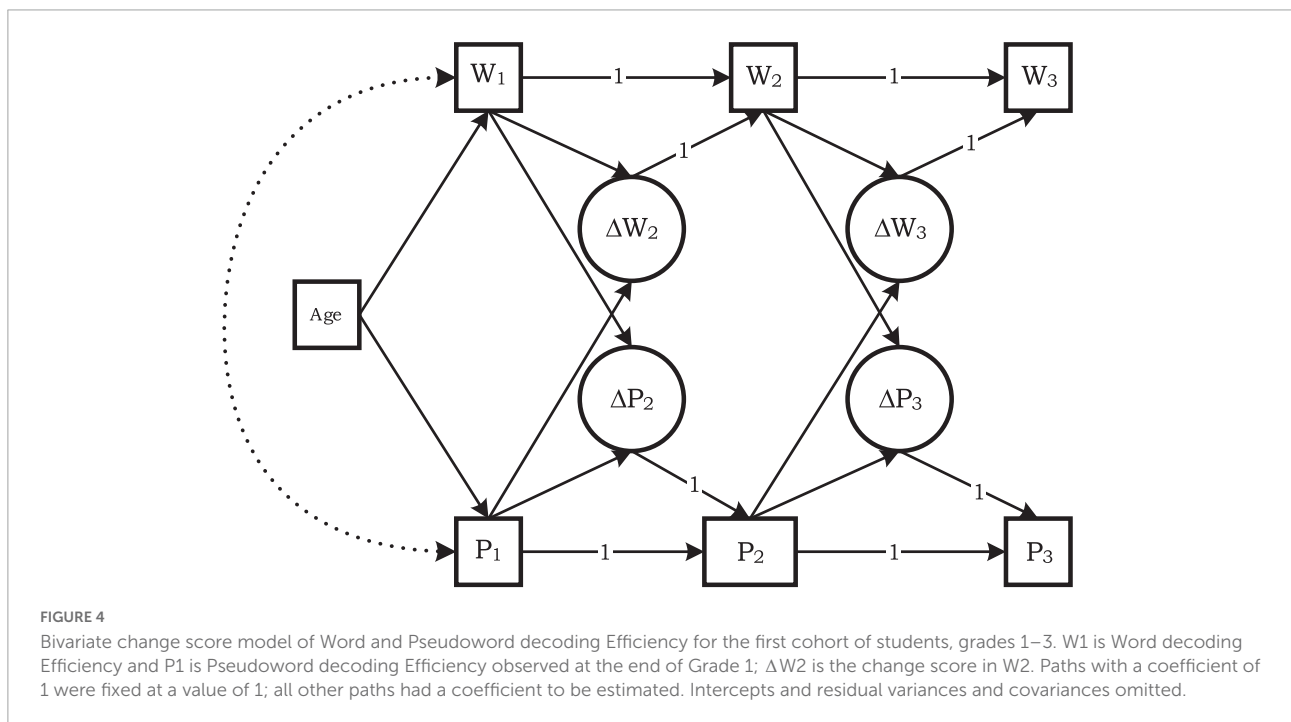 W1 1 W2 1 W3
1 1
ΔW2 ΔW3
Age
ΔP2 ΔP3
1 1
P1 1 P2 1 P3
FIGURE 4
Bivariate change score model of Word and Pseudoword decoding Efficiency for the first cohort of students, grades 1–3. W1 is Word decoding
Efficiency and P1 is Pseudoword decoding Efficiency observed at the end of Grade 1; ΔW2 is the change score in W2. Paths with a coefficient of
1 were fixed at a value of 1; all other paths had a coefficient to be estimated. Intercepts and residual variances and covariances omitted.